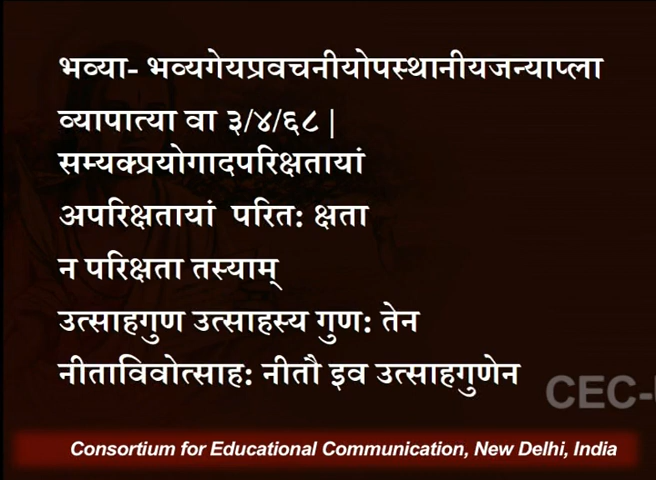 भव्या- भव्यगेयप्रवचनीयोपस्थानीयजन्याप्ला
व्यापात्या वा ३/४/६८ |
सम्यक्प्रयोगादपरिक्षतायां
अपरिक्षतायां परित: क्षता
न परिक्षता तस्याम्
उत्साहगुण उत्साहस्य गुण: तेन
नीताविवोत्साह: नीतौ इव उत्साहगुणेन
CEC-
Consortium for Educational Communication, New Delhi, India